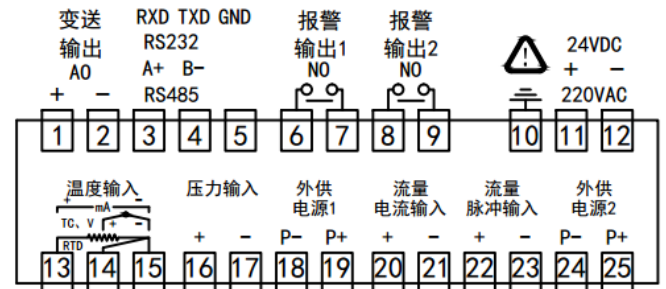 变送 RXD TXD GND 报警 报警
输出 RS232 输出1 输出2 24VDC
AO A+ B- NO NO + -
+ - RS485 220VAC
1 2 3 4 5 6 7 8 9 10 11 12
温度输入 压力输入 外供 流量 流量 外供
+ mA - 电源1 电流输入 脉冲输入 电源2
TC、V + -
RTD + - P- P+ + - + - P- P+
13 14 15 16 17 18 19 20 21 22 23 24 25